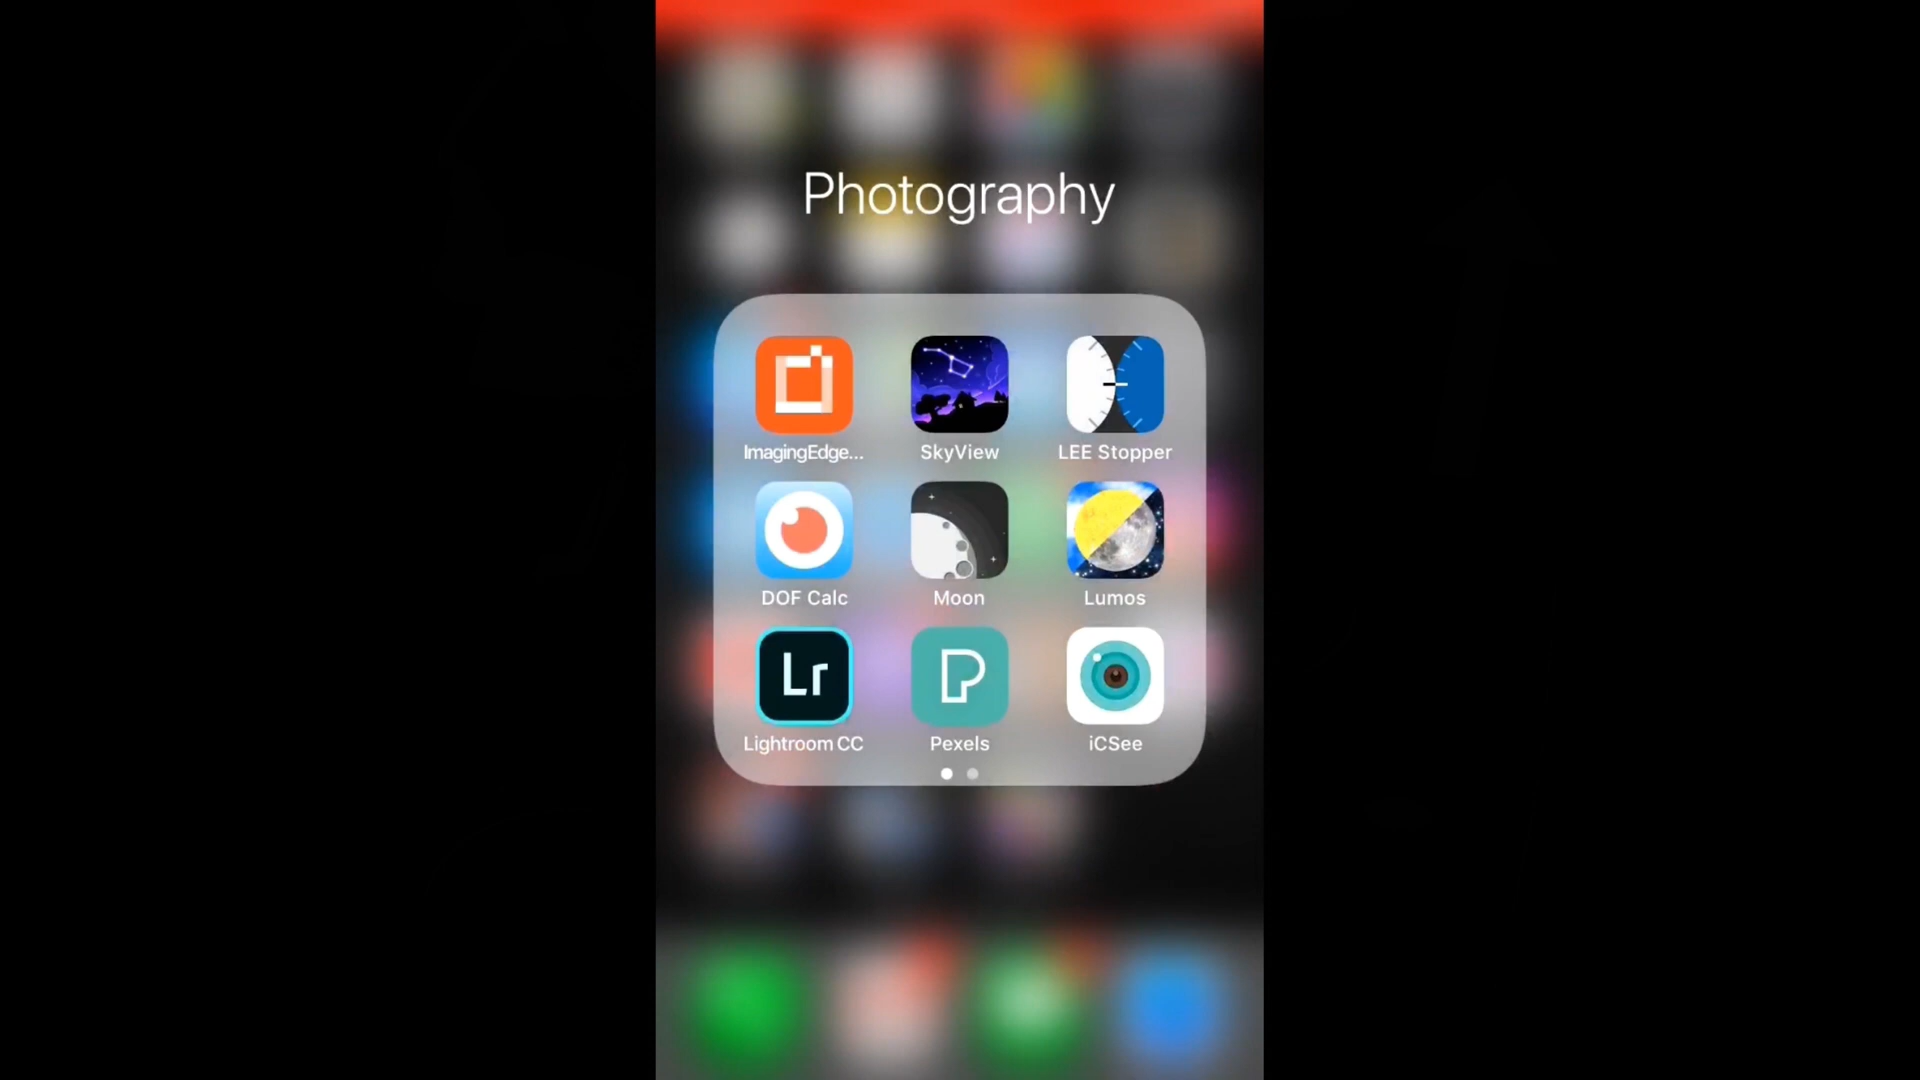 Photography
ImagingEdge...
SkyView
LEE Stopper
DOF Calc
Moon
Lumos
Lr
Lightroom CC
P
Pexels
iCSee